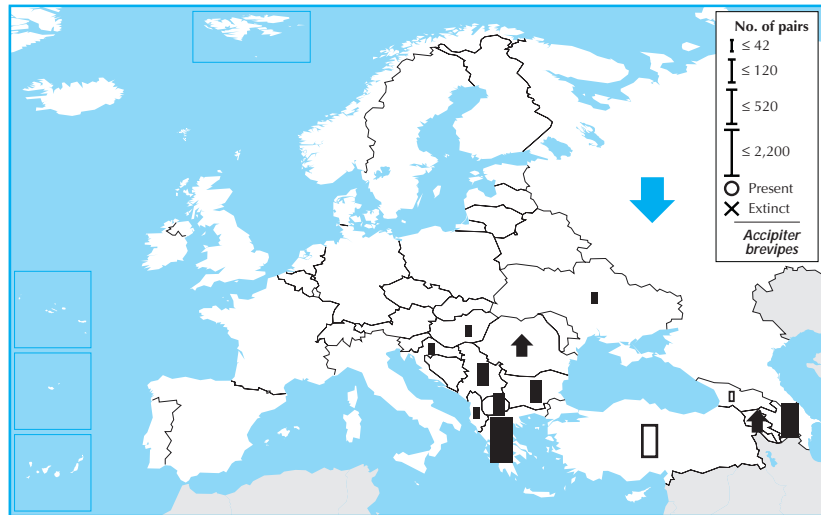 No. of pairs
≤ 42
≤ 120
≤ 520
≤ 2,200
Present
Extinct
Accipiter
brevipes